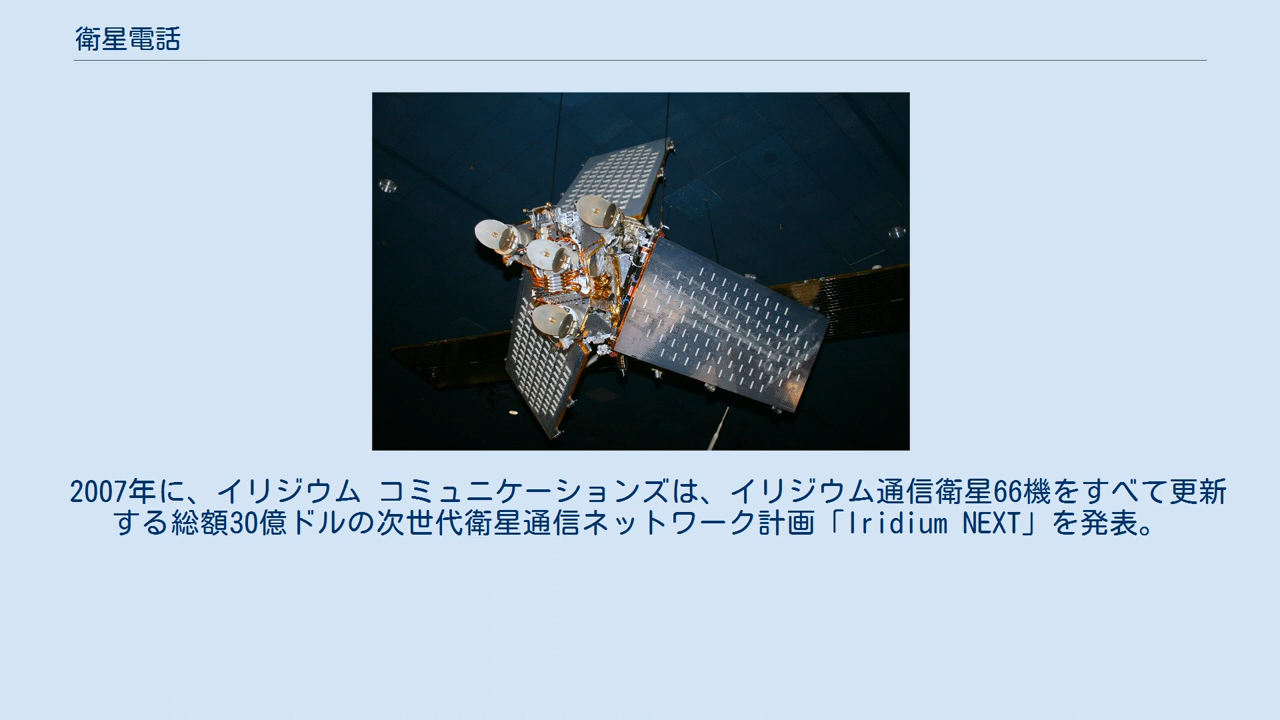 衛星電話
2007年に、イリジウム コミュニケーションズは、イリジウム通信衛星66機をすべて更新
する総額30億ドルの次世代衛星通信ネットワーク計画「Iridium NEXT」を発表。